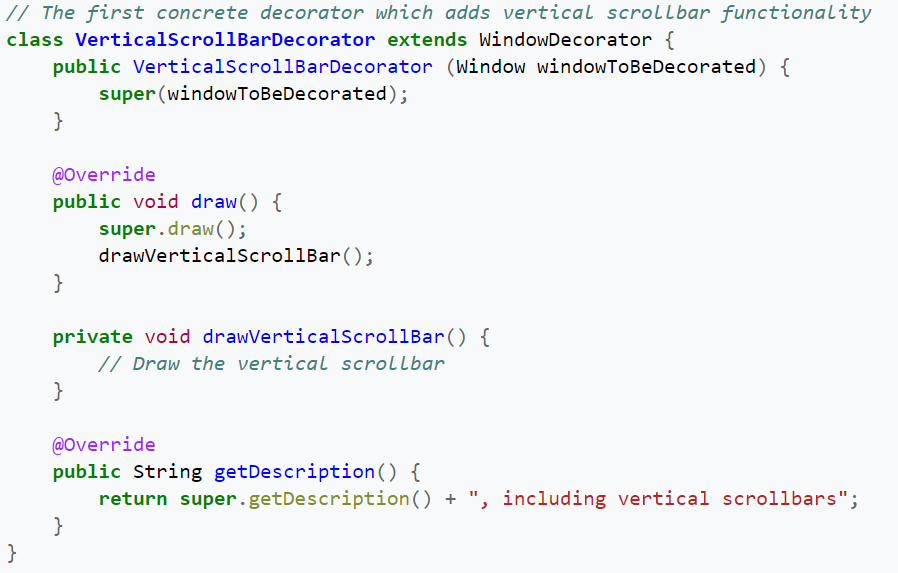 // The first concrete decorator which adds vertical scrollbar functionality
class VerticalScrollBarDecorator extends WindowDecorator {
    public VerticalScrollBarDecorator (Window windowToBeDecorated) {
        super(windowToBeDecorated);
    }

    @Override
    public void draw() {
        super.draw();
        drawVerticalScrollBar();
    }

    private void drawVerticalScrollBar() {
        // Draw the vertical scrollbar
    }

    @Override
    public String getDescription() {
        return super.getDescription() + ", including vertical scrollbars";
    }
}